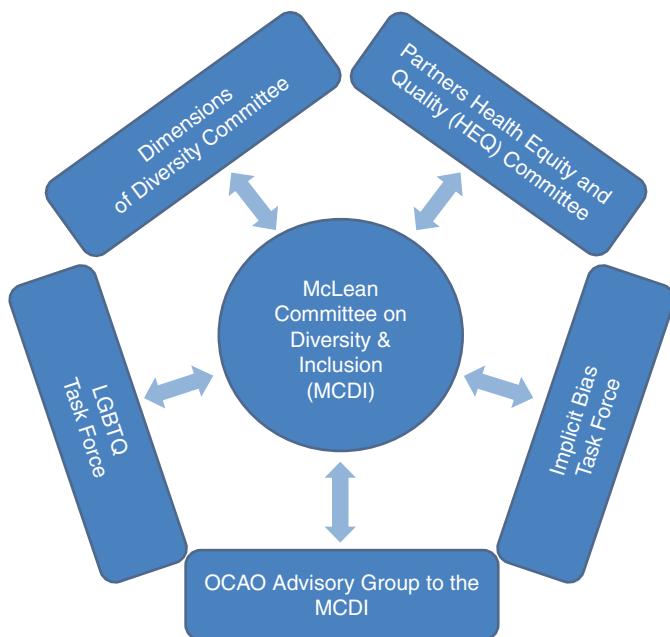 Dimensions
of Diversity Committee
Partners Health Equity and
Quality (HEQ) Committee
McLean
Committee on
Diversity &
Inclusion
(MCDI)
LGBTQ
Task Force
Implicit Bias
Task Force
OCAO Advisory Group to the
MCDI